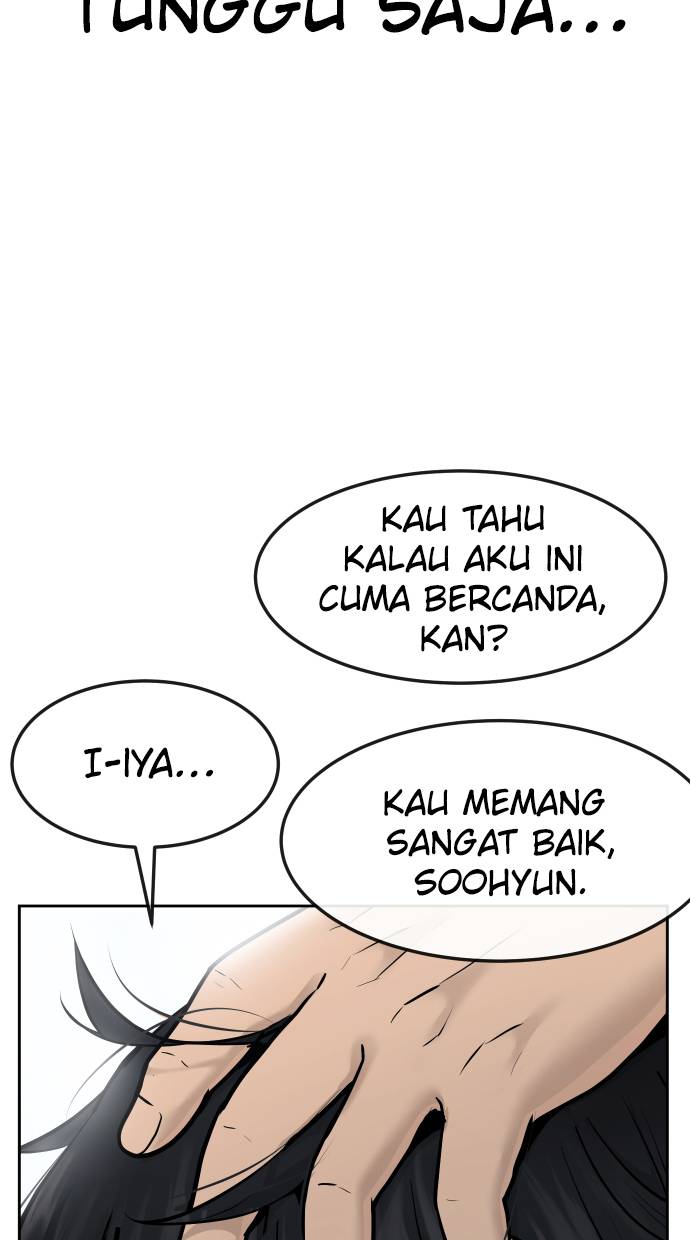 TUNGGU SAJA...
KAU TAHU
KALAU AKU INI
CUMA BERCANDA,
KAN?
I-IYA...
KAU MEMANG
SANGAT BAIK,
SOOHYUN.